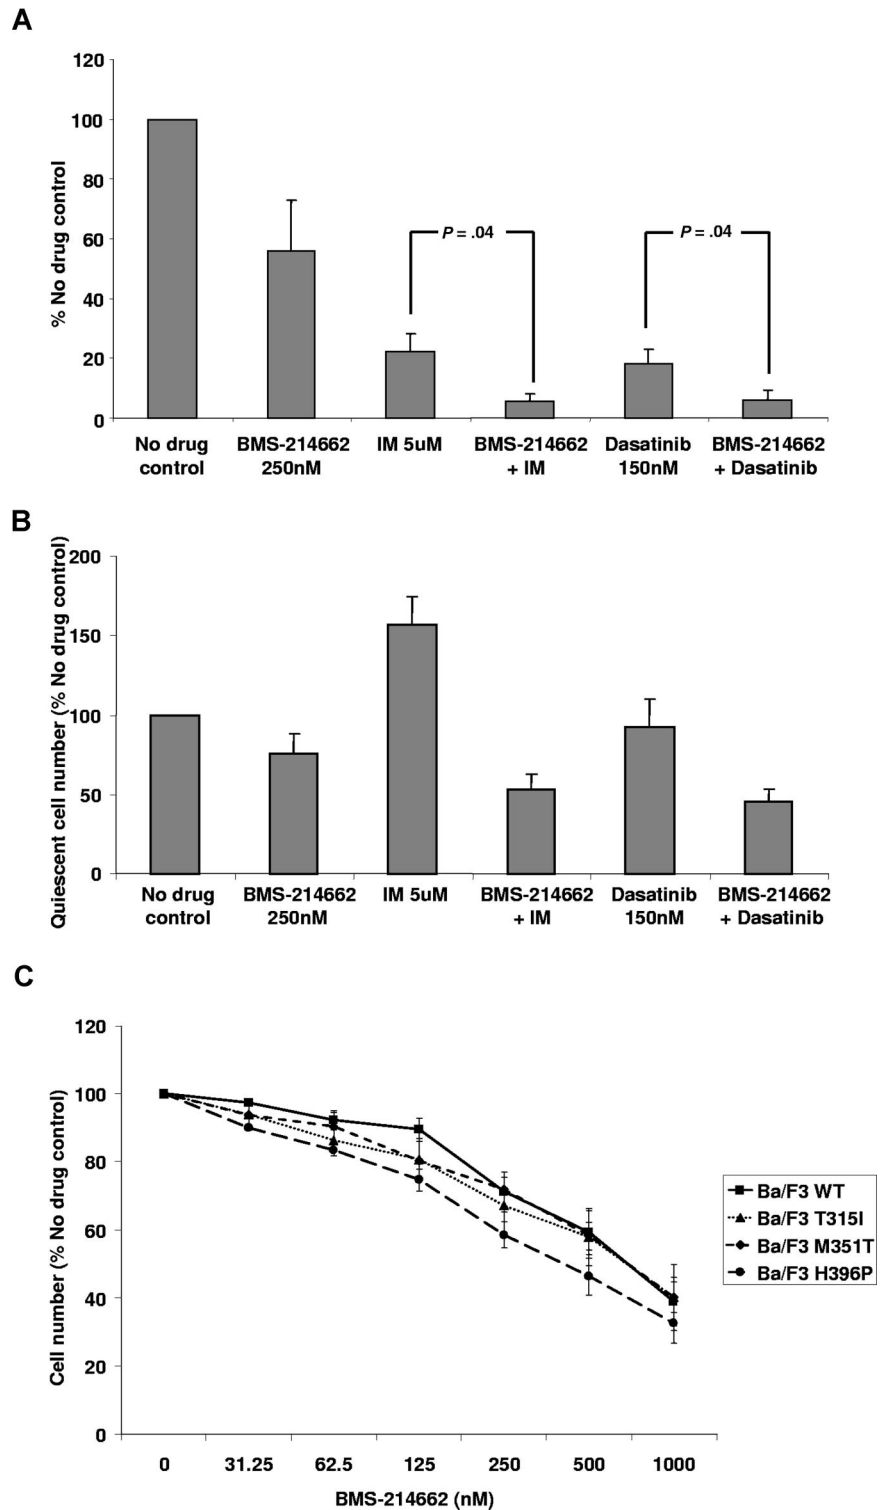 A
120
100
80
60
40
20
0
% No drug control
P = .04
P = .04
No drug control
BMS-214662 250nM
IM 5uM
BMS-214662 + IM
Dasatinib 150nM
BMS-214662 + Dasatinib
B
200
150
100
50
0
Quiescent cell number (% No drug control)
No drug control
BMS-214662 250nM
IM 5uM
BMS-214662 + IM
Dasatinib 150nM
BMS-214662 + Dasatinib
C
120
100
80
60
40
20
0
Cell number (% No drug control)
0 31.25 62.5 125 250 500 1000
BMS-214662 (nM)
Ba/F3 WT
Ba/F3 T315I
Ba/F3 M351T
Ba/F3 H396P